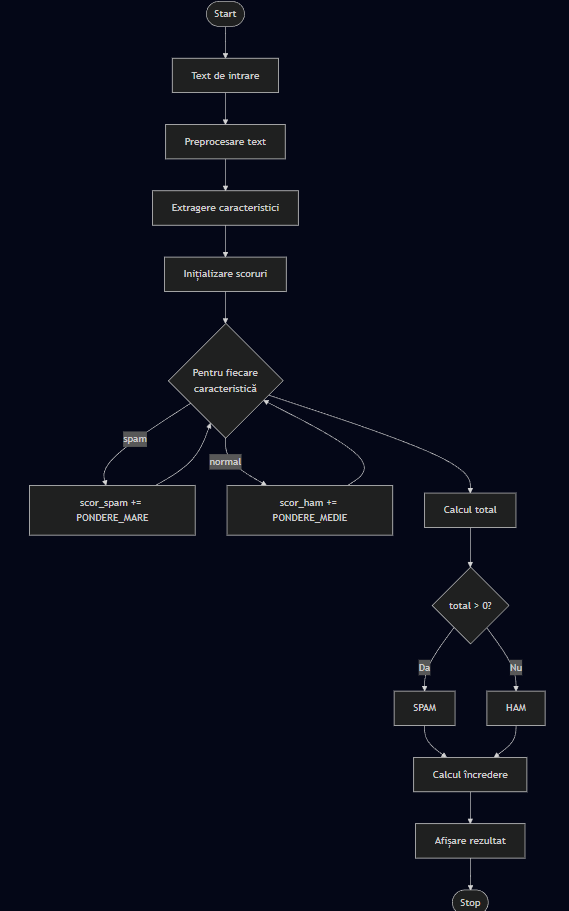 Start
Text de intrare
Preprocesare text
Extragere caracteristici
Inițializare scoruri
Pentru fiecare
caracteristică
spam
normal
scor_spam +=
PONDERE_MARE
scor_ham +=
PONDERE_MEDIE
Calcul total
total > 0?
Da
Nu
SPAM
HAM
Calcul încredere
Afișare rezultat
Stop